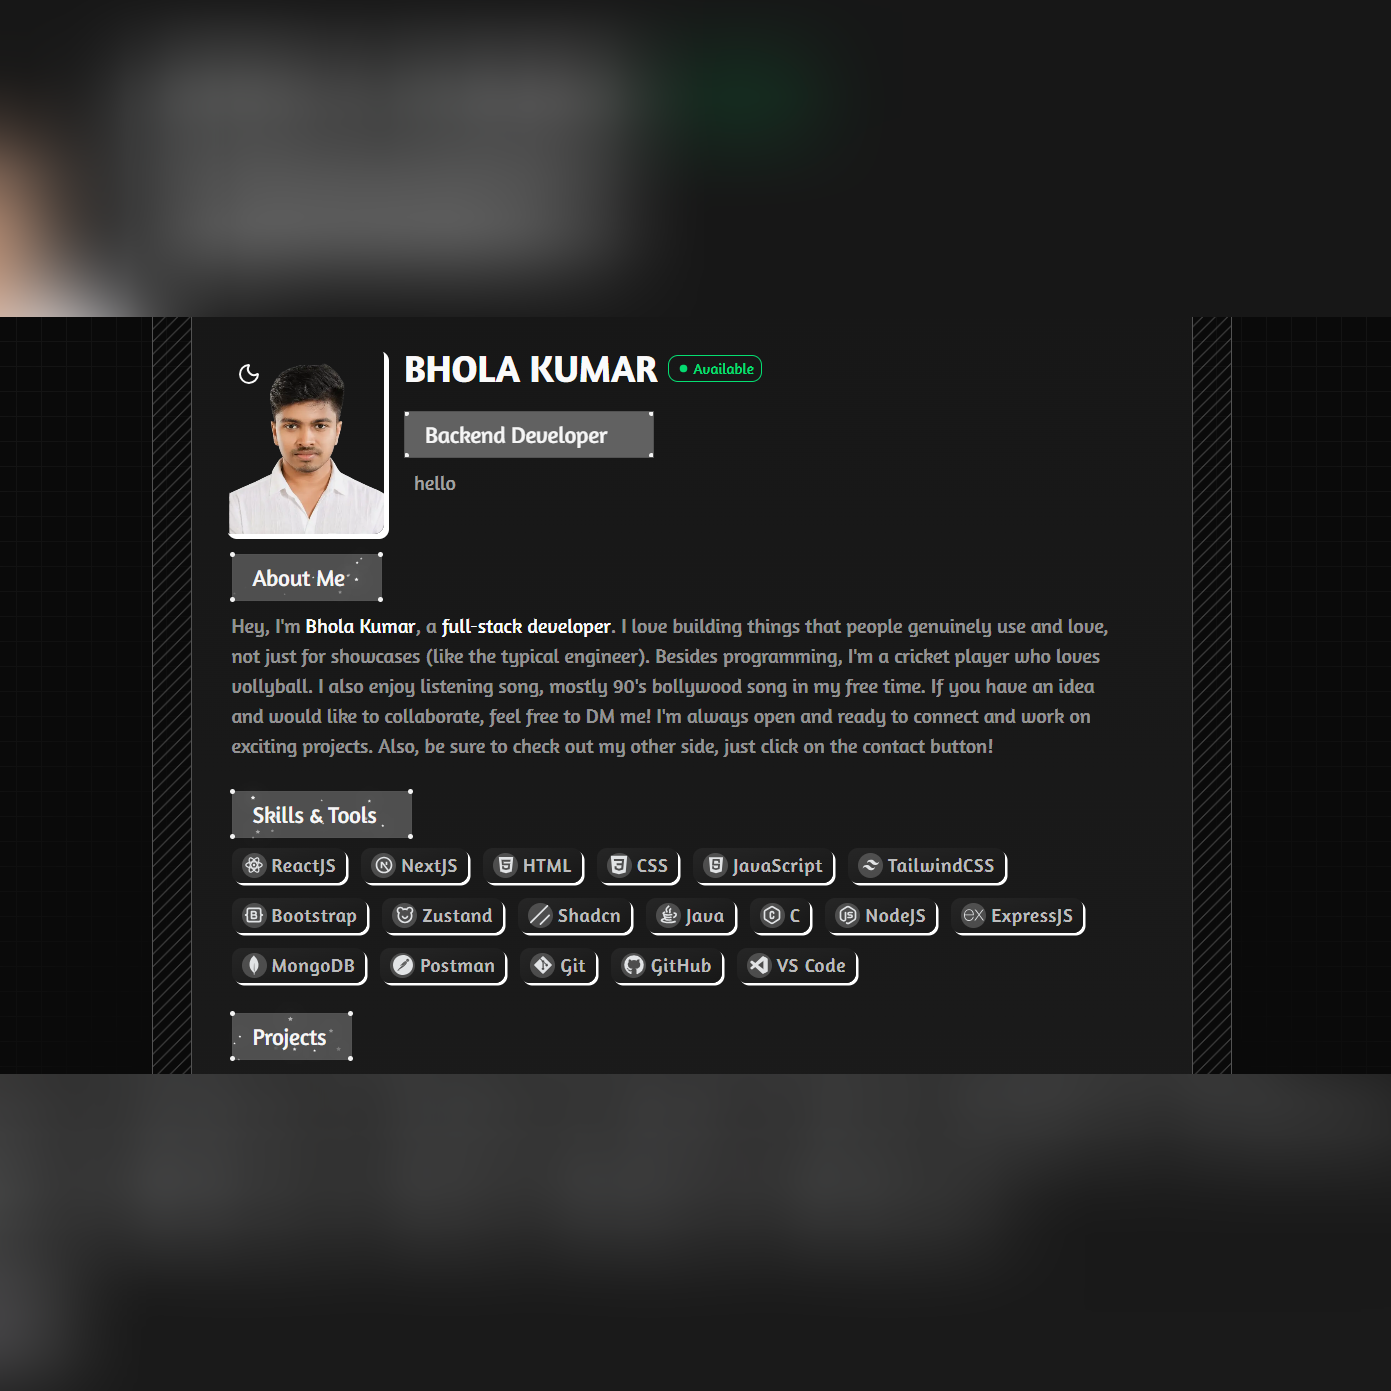 BHOLA KUMAR
Available
Backend Developer
hello
About Me
Hey, I'm Bhola Kumar, a full-stack developer. I love building things that people genuinely use and love,
not just for showcases (like the typical engineer). Besides programming, I'm a cricket player who loves
vollyball. I also enjoy listening song, mostly 90's bollywood song in my free time. If you have an idea
and would like to collaborate, feel free to DM me! I'm always open and ready to connect and work on
exciting projects. Also, be sure to check out my other side, just click on the contact button!
Skills & Tools
ReactJS NextJS HTML CSS JavaScript TailwindCSS
Bootstrap Zustand Shadcn Java C NodeJS ExpressJS
MongoDB Postman Git GitHub VS Code
Projects